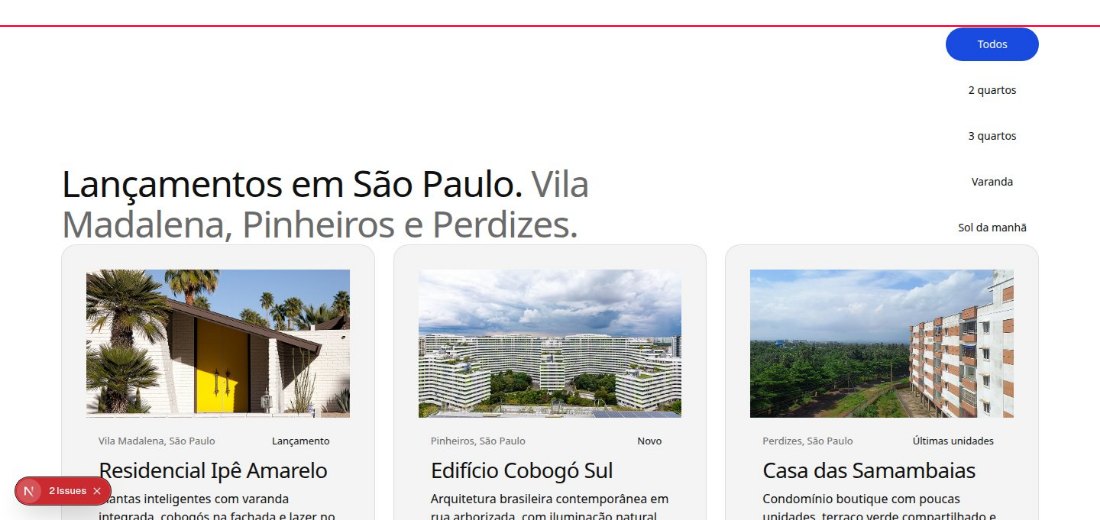 Todos
2 quartos
3 quartos
Varanda
Sol da manhã
Lançamentos em São Paulo. Vila
Madalena, Pinheiros e Perdizes.
Vila Madalena, São Paulo
Lançamento
Residencial Ipê Amarelo
antas inteligentes com varanda
integrada, cobogós na fachada e lazer no
Pinheiros, São Paulo
Novo
Edifício Cobogó Sul
Arquitetura brasileira contemporânea em
rua arborizada, com iluminação natural
Perdizes, São Paulo
Últimas unidades
Casa das Samambaias
Condomínio boutique com poucas
unidades, terraço verde compartilhado e
N 2 Issues